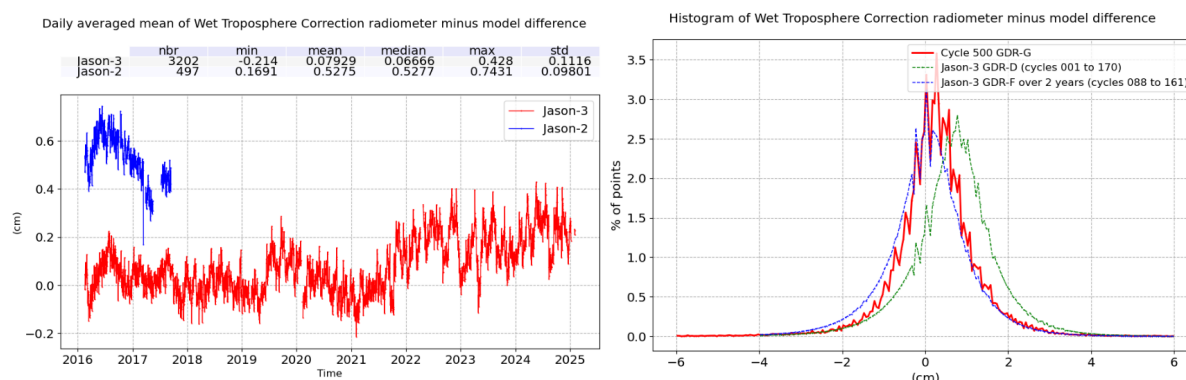 Daily averaged mean of Wet Troposphere Correction radiometer minus model difference
nbr min mean median max std
Jason-3 3202 -0.214 0.07929 0.06666 0.428 0.1116
Jason-2 497 0.1691 0.5275 0.5277 0.7431 0.09801
Jason-3
Jason-2
0.6
0.4
0.2
0.0
−0.2
(cm)
2016 2017 2018 2019 2020 2021 2022 2023 2024 2025
Time
Histogram of Wet Troposphere Correction radiometer minus model difference
Cycle 500 GDR-G
Jason-3 GDR-D (cycles 001 to 170)
Jason-3 GDR-F over 2 years (cycles 088 to 161)
3.5
3.0
2.5
2.0
1.5
1.0
0.5
0.0
% of points
−6 −4 −2 0 2 4 6
(cm)